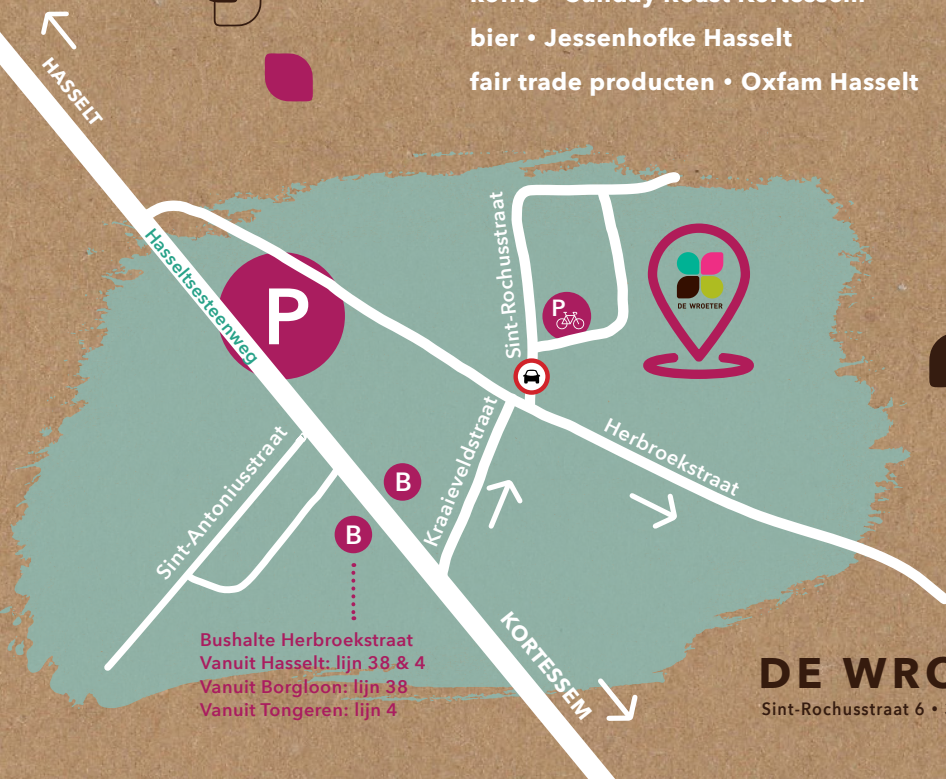 bier • Jessenhofke Hasselt
fair trade producten • Oxfam Hasselt
HASSELT
Hasseltsesteenweg
P
Sint-Rochusstraat
P
DE WROETER
Sint-Antoniusstraat
Kraaieveldstraat
Herbroekstraat
B
B
Bushalte Herbroekstraat
Vanuit Hasselt: lijn 38 & 4
Vanuit Borgloon: lijn 38
Vanuit Tongeren: lijn 4
KORTESSEM
DE WRO
Sint-Rochusstraat 6 •